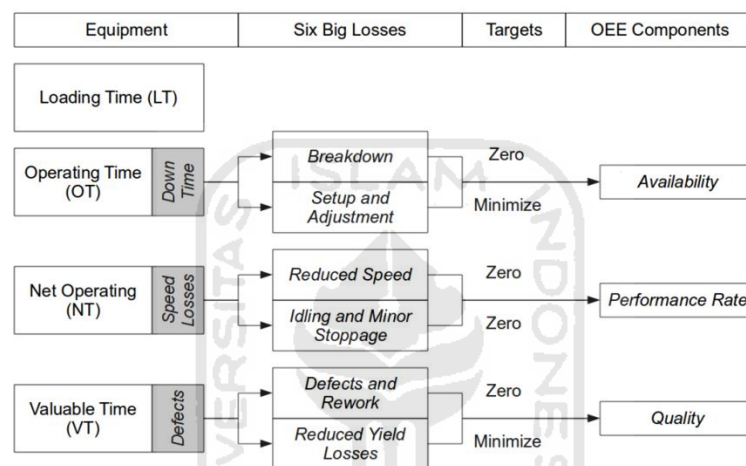 Equipment
Six Big Losses
Targets
OEE Components
Loading Time (LT)
Operating Time
(OT)
Down
Time
Breakdown
Setup and
Adjustment
Zero
Minimize
Availability
Net Operating
(NT)
Speed
Losses
Reduced Speed
Idling and Minor
Stoppage
Zero
Zero
Performance Rate
Valuable Time
(VT)
Defects
Defects and
Rework
Reduced Yield
Losses
Zero
Minimize
Quality
ISLAM